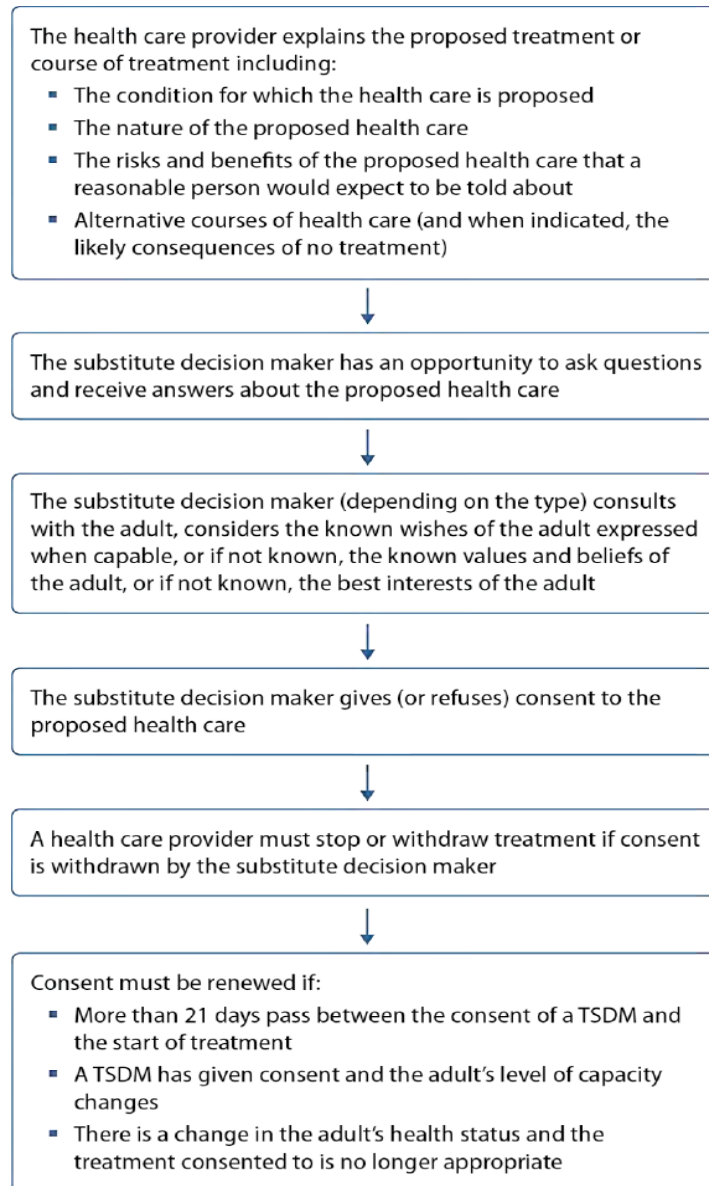 The health care provider explains the proposed treatment or
course of treatment including:
▪ The condition for which the health care is proposed
▪ The nature of the proposed health care
▪ The risks and benefits of the proposed health care that a
reasonable person would expect to be told about
▪ Alternative courses of health care (and when indicated, the
likely consequences of no treatment)
The substitute decision maker has an opportunity to ask questions
and receive answers about the proposed health care
The substitute decision maker (depending on the type) consults
with the adult, considers the known wishes of the adult expressed
when capable, or if not known, the known values and beliefs of
the adult, or if not known, the best interests of the adult
The substitute decision maker gives (or refuses) consent to the
proposed health care
A health care provider must stop or withdraw treatment if consent
is withdrawn by the substitute decision maker
Consent must be renewed if:
▪ More than 21 days pass between the consent of a TSDM and
the start of treatment
▪ A TSDM has given consent and the adult’s level of capacity
changes
▪ There is a change in the adult’s health status and the
treatment consented to is no longer appropriate